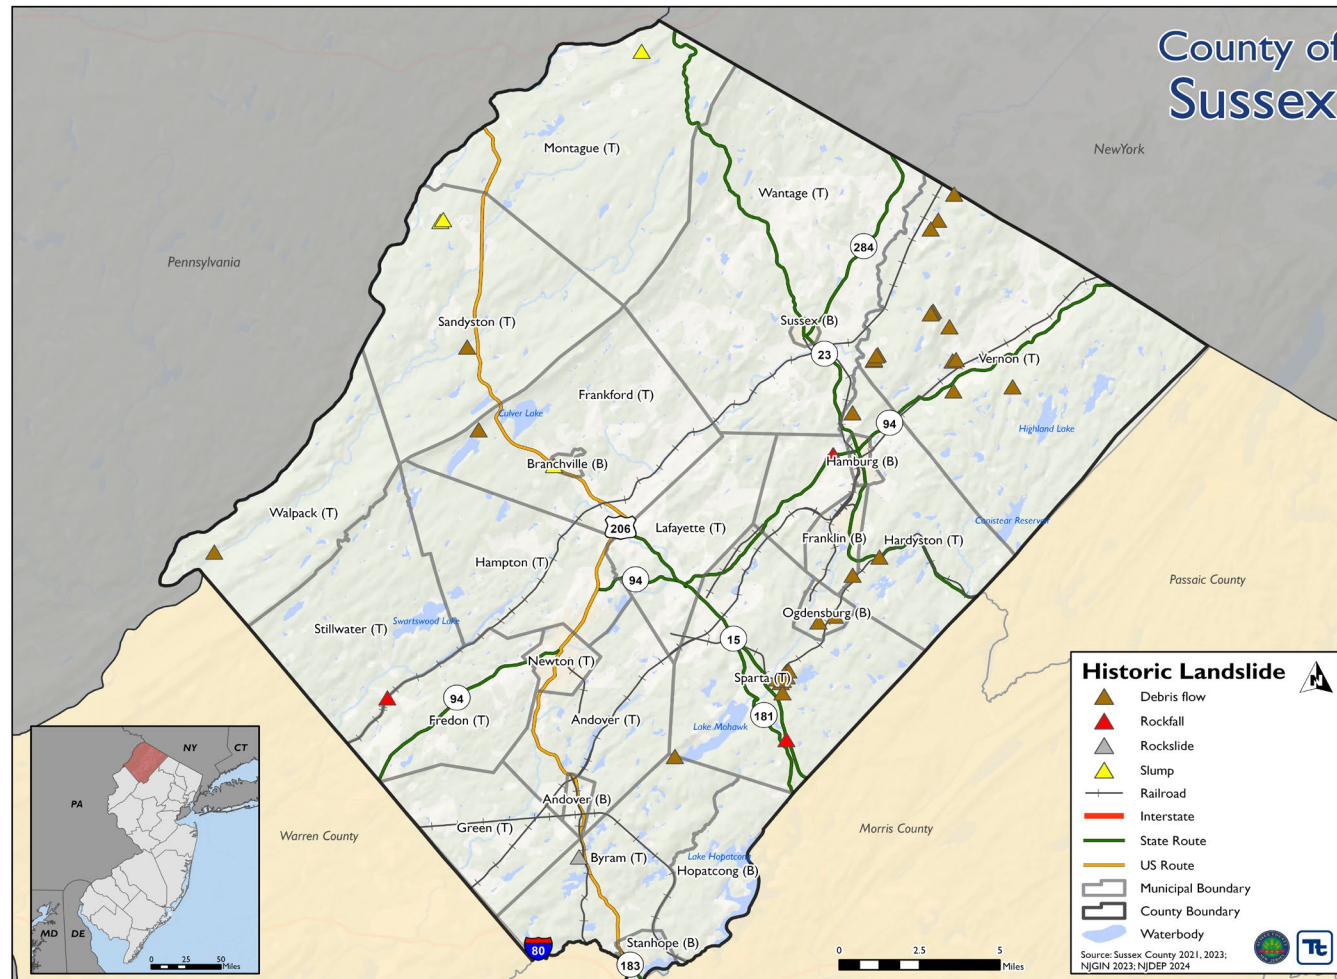 County of
Sussex
NewYork
Pennsylvania
Montague (T)
Wantage (T)
284
Sandyston (T)
Sussex (B)
23
Vernon (T)
Frankford (T)
Culver Lake
94
Highland Lake
Branchville (B)
Hamburg (B)
Walpack (T)
206
Lafayette (T)
Canistear Reservoir
Franklin (B)
Hardyston (T)
Hampton (T)
94
Passaic County
Ogdensburg (B)
Swartswood Lake
Stillwater (T)
15
Newton (T)
Sparta (T)
94
Fredon (T)
Andover (T)
Lake Mohawk
181
Andover (B)
Green (T)
Warren County
Morris County
Byram (T)
Lake Hopatcong
Hopatcong (B)
Stanhope (B)
80
183
Historic Landslide
Debris flow
Rockfall
Rockslide
Slump
Railroad
Interstate
State Route
US Route
Municipal Boundary
County Boundary
Waterbody
Source: Sussex County 2021, 2023;
NJGIN 2023; NJDEP 2024
Tt
N
0 2.5 5
Miles
NY
CT
PA
MD
DE
0 25 50
Miles